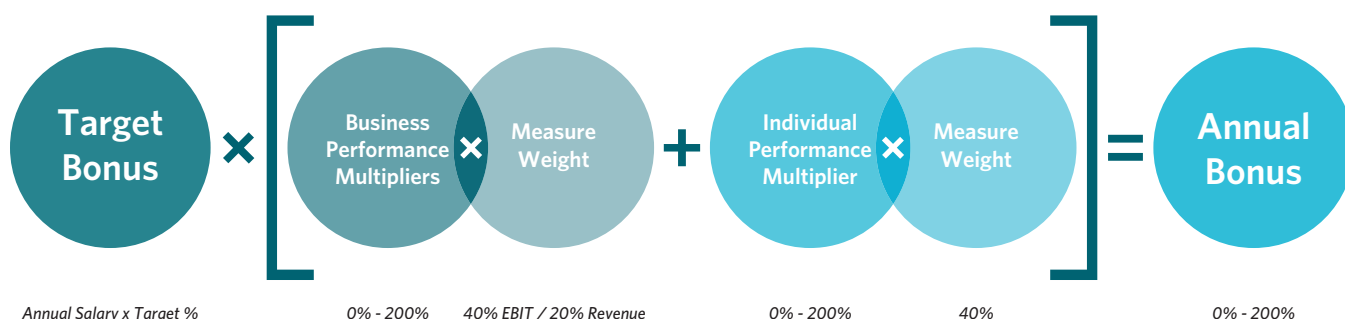 Target
Bonus
×
[
Business
Performance
Multipliers
×
Measure
Weight
+
Individual
Performance
Multiplier
×
Measure
Weight
]
=
Annual
Bonus
Annual Salary x Target %
0% - 200%
40% EBIT / 20% Revenue
0% - 200%
40%
0% - 200%